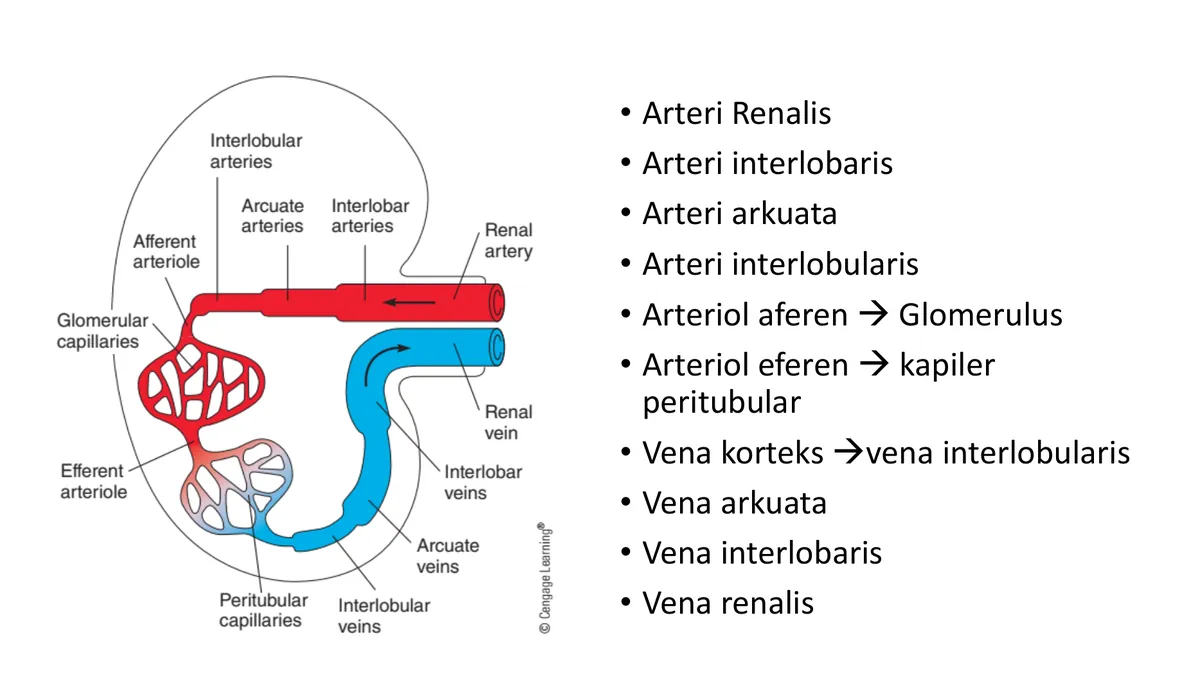 Interlobular
arteries
Arcuate
arteries
Interlobar
arteries
Renal
artery
Afferent
arteriole
Glomerular
capillaries
Renal
vein
Efferent
arteriole
Interlobar
veins
Arcuate
veins
Peritubular
capillaries
Interlobular
veins
© Cengage Learning®
• Arteri Renalis
• Arteri interlobaris
• Arteri arkuata
• Arteri interlobularis
• Arteriol aferen → Glomerulus
• Arteriol eferen → kapiler
peritubular
• Vena korteks →vena interlobularis
• Vena arkuata
• Vena interlobaris
• Vena renalis